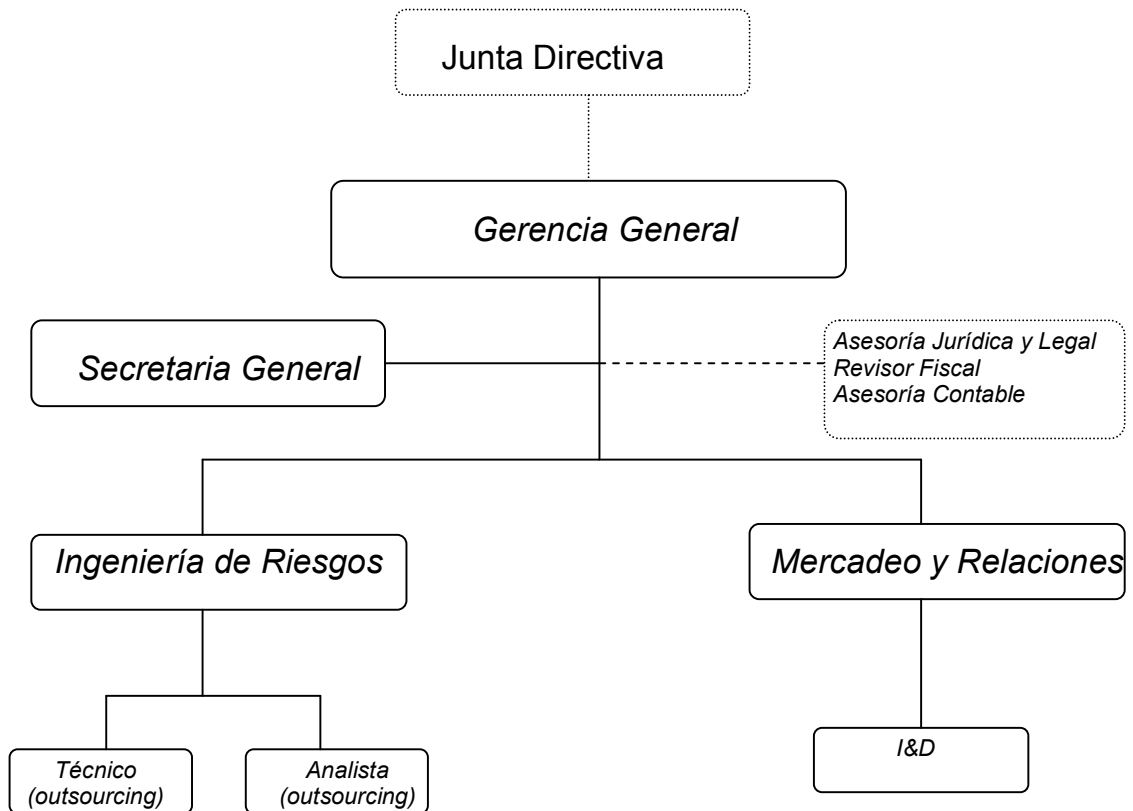 Junta Directiva
Gerencia General
Secretaria General
Asesoría Jurídica y Legal
Revisor Fiscal
Asesoría Contable
Ingeniería de Riesgos
Mercadeo y Relaciones
Técnico
(outsourcing)
Analista
(outsourcing)
I&D